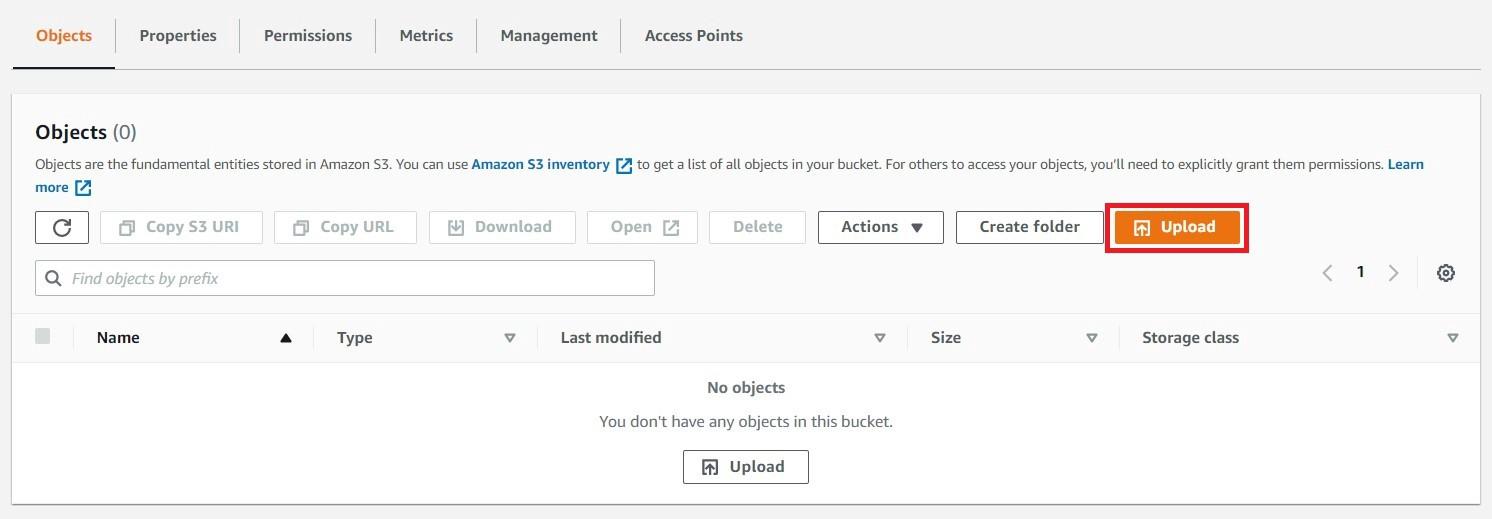 Objects Properties Permissions Metrics Management Access Points
Objects (0)
Objects are the fundamental entities stored in Amazon S3. You can use Amazon S3 inventory to get a list of all objects in your bucket. For others to access your objects, you'll need to explicitly grant them permissions. Learn
more
Copy S3 URI Copy URL Download Open Delete Actions Create folder Upload
Find objects by prefix 1
Name Type Last modified Size Storage class
No objects
You don't have any objects in this bucket.
Upload